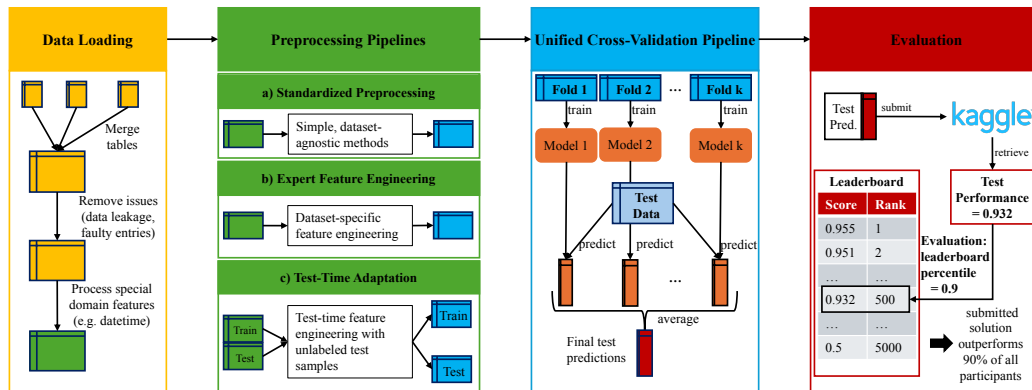 Data Loading
Merge
tables
Remove issues
(data leakage,
faulty entries)
Process special
domain features
(e.g. datetime)
Preprocessing Pipelines
a) Standardized Preprocessing
Simple, dataset-
agnostic methods
b) Expert Feature Engineering
Dataset-specific
feature engineering
c) Test-Time Adaptation
Train
Test
Test-time feature
engineering with
unlabeled test
samples
Train
Test
Unified Cross-Validation Pipeline
Fold 1
Fold 2
...
Fold k
train
train
train
Model 1
Model 2
Model k
Test
Data
predict
predict
predict
...
average
Final test
predictions
Evaluation
Test
Pred.
submit
kaggle
retrieve
Test
Performance
= 0.932
Leaderboard
Score Rank
0.955 1
0.951 2
... ...
0.932 500
... ...
0.5 5000
Evaluation:
leaderboard
percentile
= 0.9
submitted
solution
outperforms
90% of all
participants